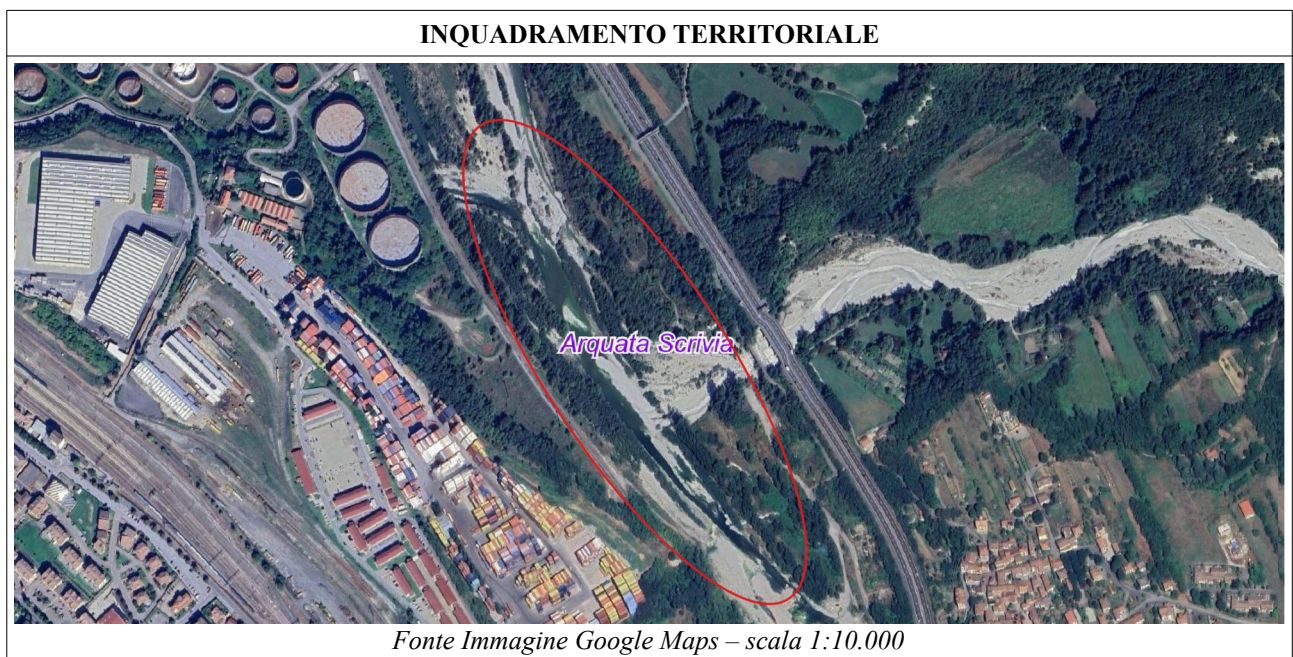 INQUADRAMENTO TERRITORIALE
Arquata Scrivia
Fonte Immagine Google Maps – scala 1:10.000